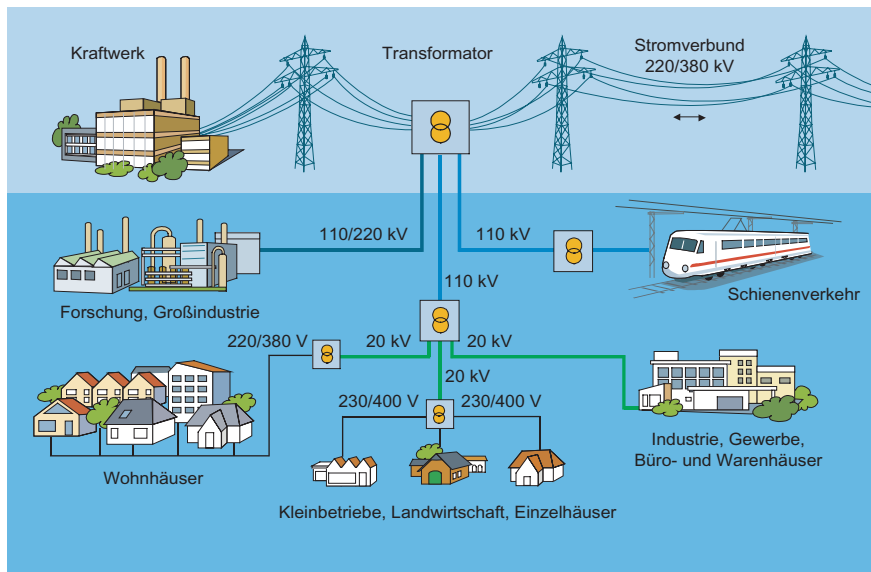 Kraftwerk
Transformator
Stromverbund
220/380 kV
110/220 kV
110 kV
110 kV
Forschung, Großindustrie
Schienenverkehr
220/380 V
20 kV
20 kV
20 kV
230/400 V
230/400 V
Wohnhäuser
Industrie, Gewerbe,
Büro- und Warenhäuser
Kleinbetriebe, Landwirtschaft, Einzelhäuser